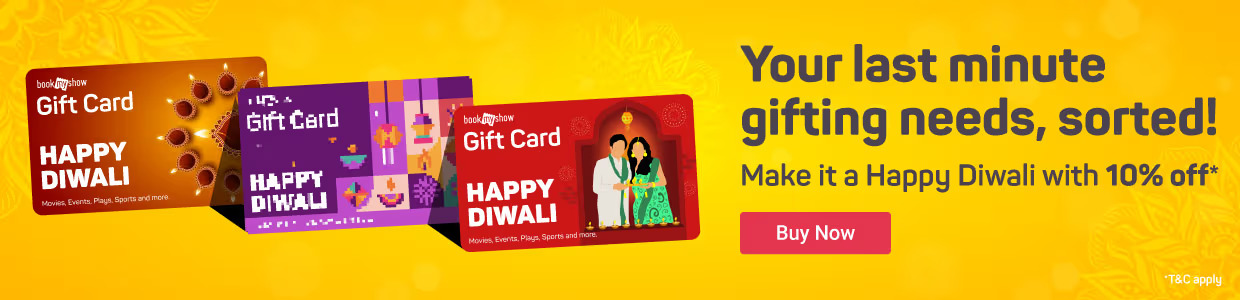 bookmyshow
Gift Card
HAPPY
DIWALI
Movies, Events, Plays, Sports and more.
Gift Card
HAPPY
DIWALI
bookmyshow
Gift Card
HAPPY
DIWALI
Movies, Events, Plays, Sports and more.
Your last minute
gifting needs, sorted!
Make it a Happy Diwali with 10% off*
Buy Now
*T&C apply